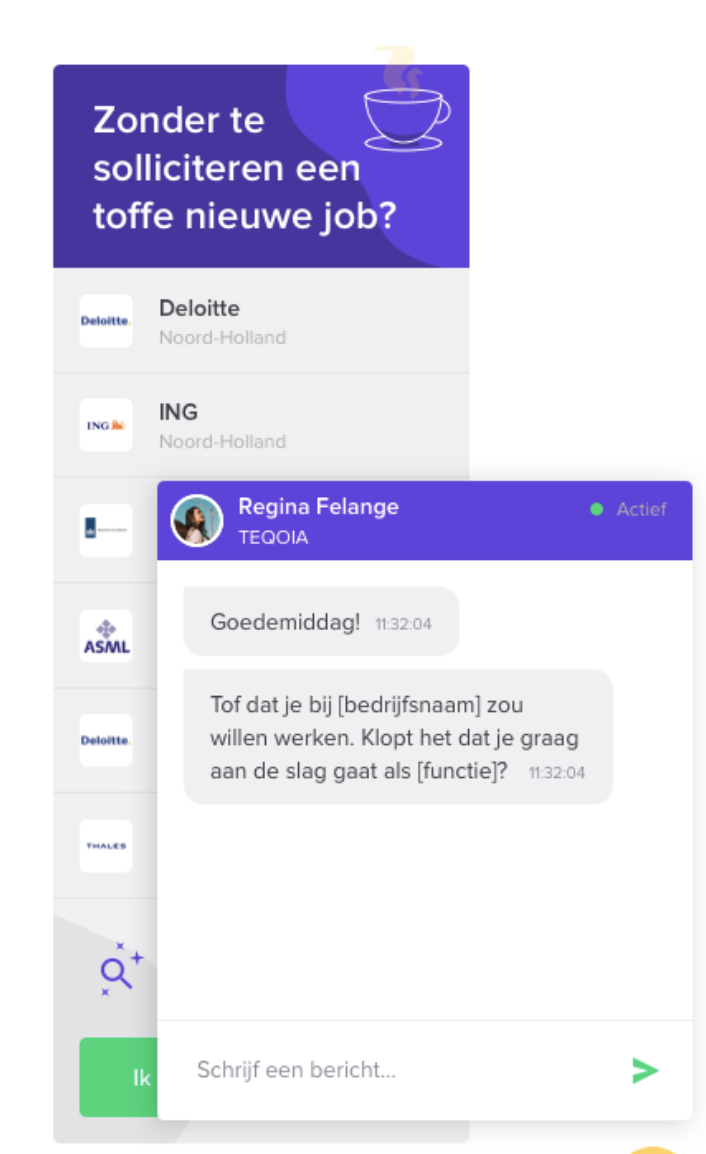 Zonder te
solliciteren een
toffe nieuwe job?
Deloitte.
Deloitte
Noord-Holland
ING
ING
Noord-Holland
ASML
Deloitte.
THALES
Ik
Regina Felange
TEQOIA
Actief
Goedemiddag! 11:32:04
Tof dat je bij [bedrijfsnaam] zou
willen werken. Klopt het dat je graag
aan de slag gaat als [functie]? 11:32:04
Schrijf een bericht...